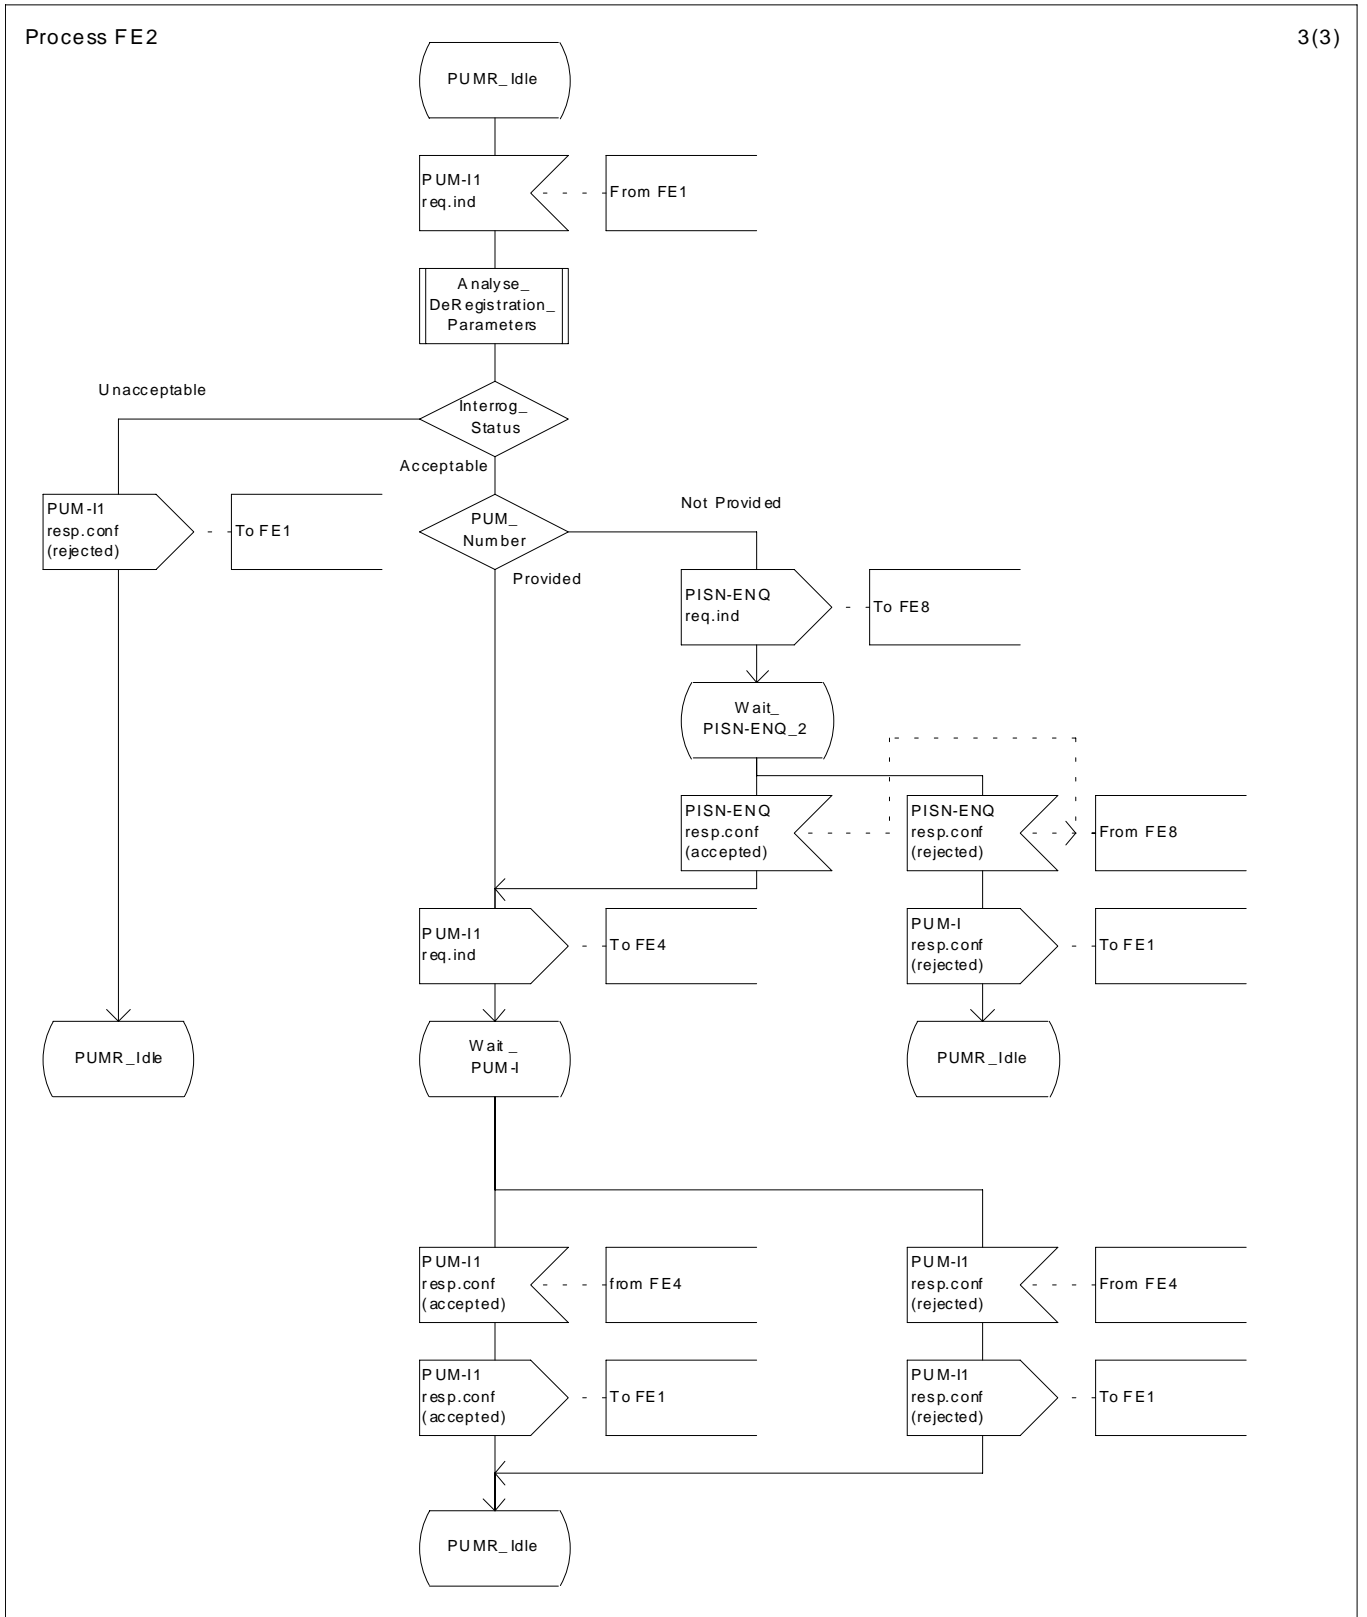 Process FE2
3(3)
PUMR_Idle
PUM-I1
req.ind
From FE1
Analyse_
DeRegistration_
Parameters
Unacceptable
Interrog_
Status
Acceptable
PUM-I1
resp.conf
(rejected)
To FE1
PUM_
Number
Not Provided
Provided
PISN-ENQ
req.ind
To FE8
Wait_
PISN-ENQ_2
PISN-ENQ
resp.conf
(accepted)
PISN-ENQ
resp.conf
(rejected)
From FE8
PUM-I1
req.ind
To FE4
PUM-I
resp.conf
(rejected)
To FE1
PUMR_Idle
Wait_
PUM-I
PUMR_Idle
PUM-I1
resp.conf
(accepted)
from FE4
PUM-I1
resp.conf
(rejected)
From FE4
PUM-I1
resp.conf
(accepted)
To FE1
PUM-I1
resp.conf
(rejected)
To FE1
PUMR_Idle